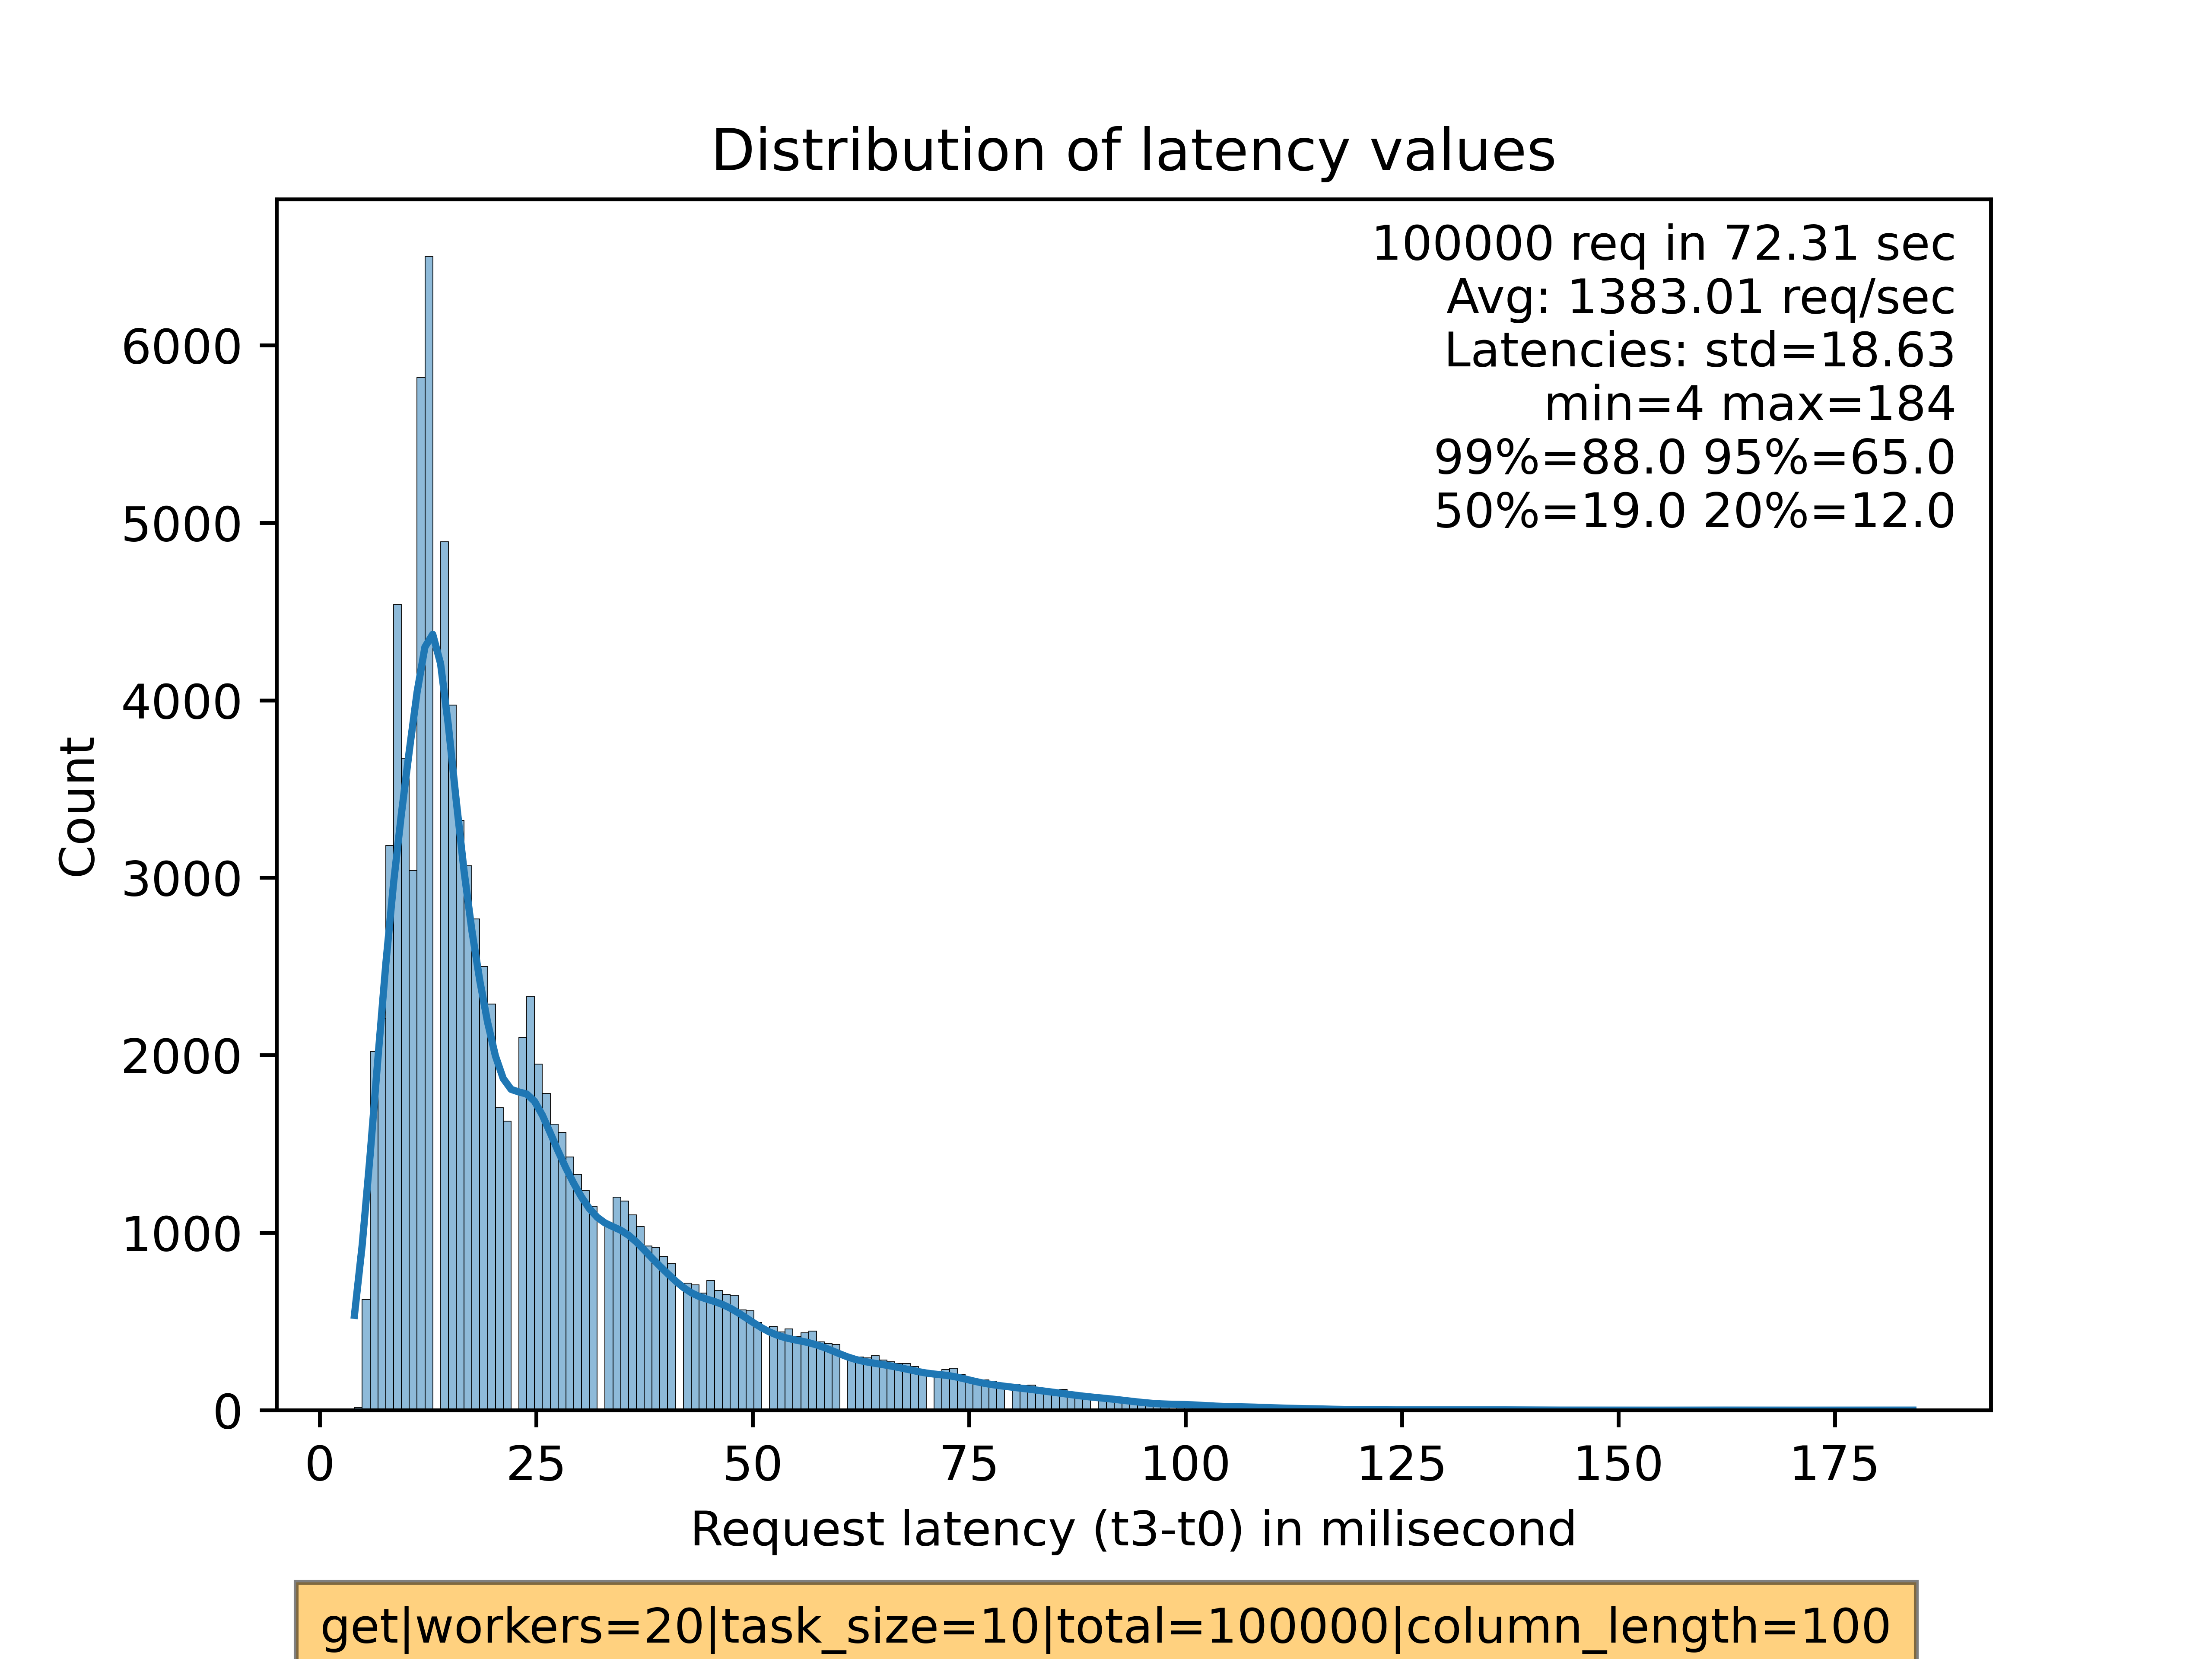 Distribution of latency values
100000 req in 72.31 sec
Avg: 1383.01 req/sec
Latencies: std=18.63
min=4 max=184
99%=88.0 95%=65.0
50%=19.0 20%=12.0
Count
6000
5000
4000
3000
2000
1000
0
0 25 50 75 100 125 150 175
Request latency (t3-t0) in milisecond
get|workers=20|task_size=10|total=100000|column_length=100